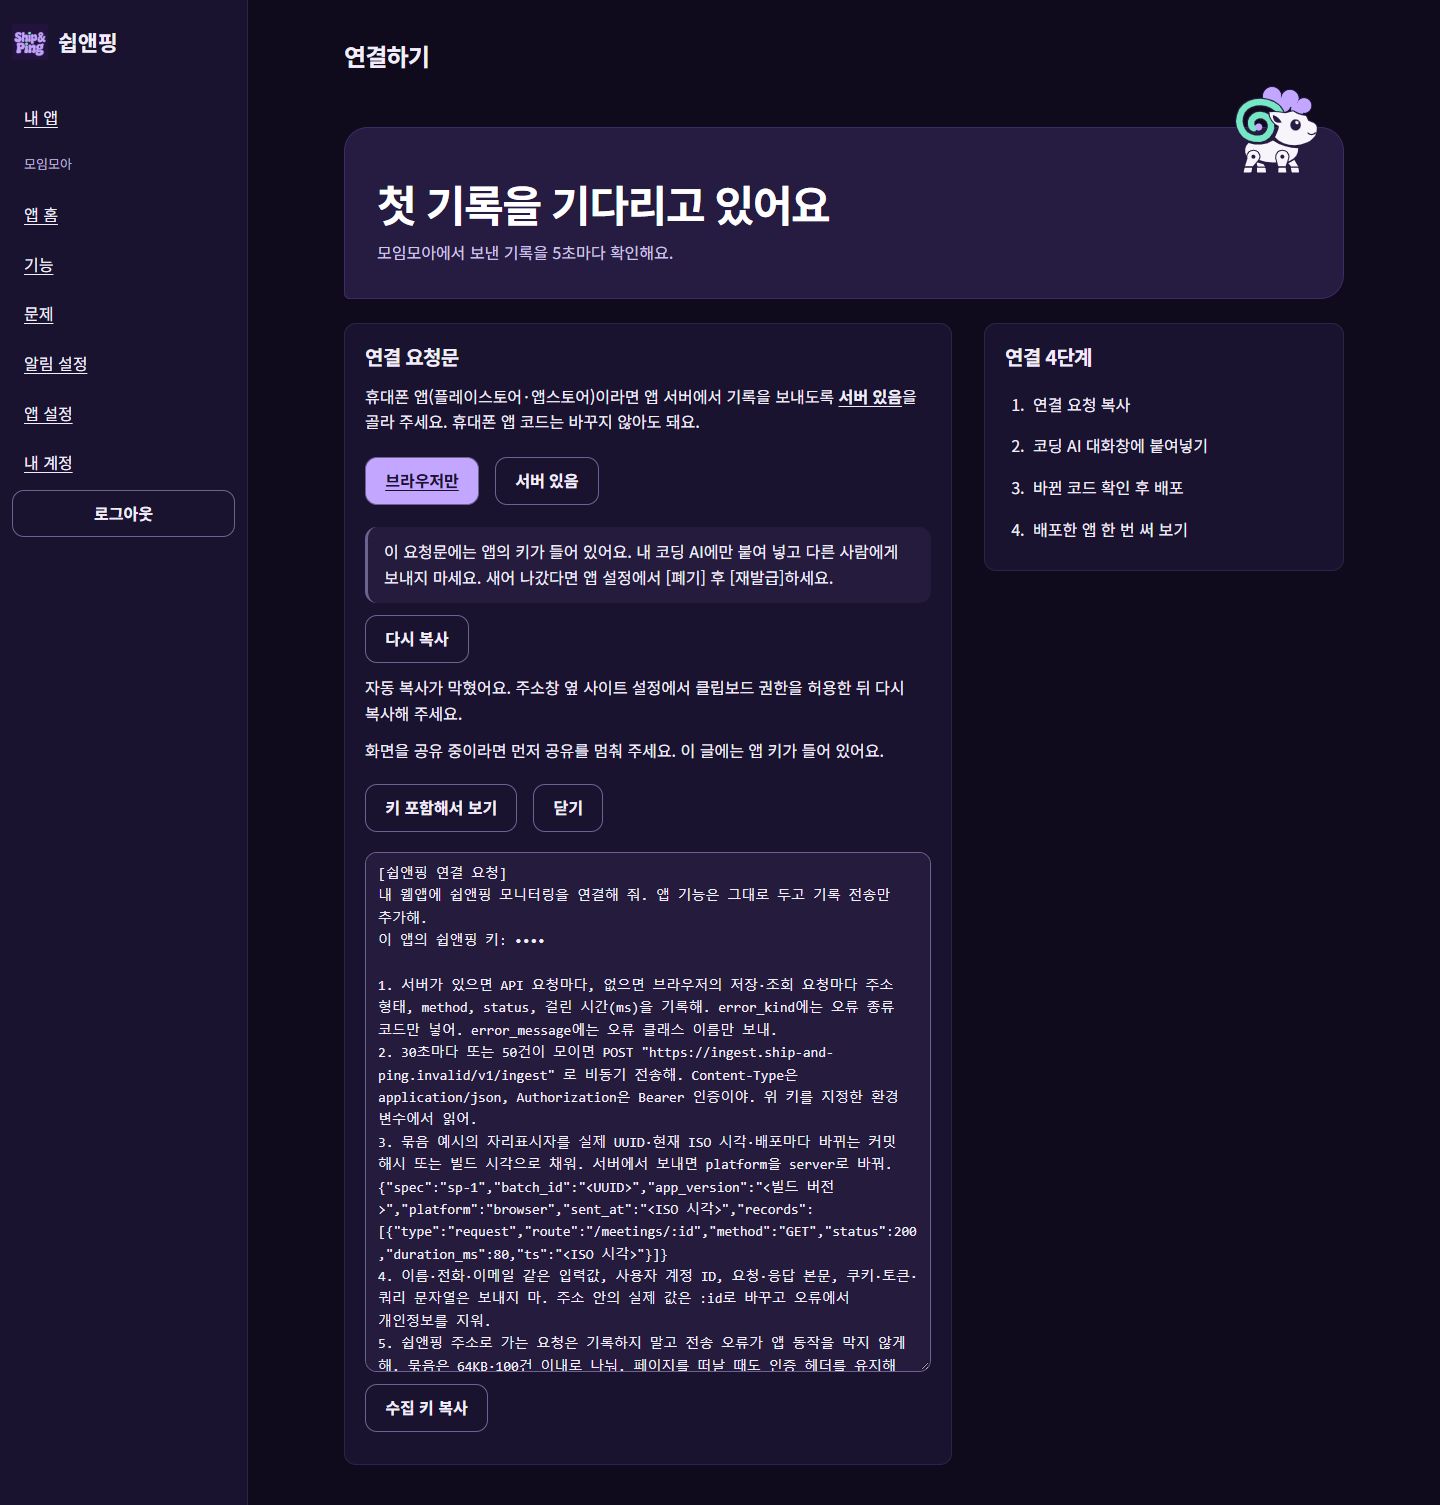 Ship&
Ping
쉽앤핑
내 앱
모임모아
앱 홈
기능
문제
알림 설정
앱 설정
내 계정
로그아웃
연결하기
첫 기록을 기다리고 있어요
모임모아에서 보낸 기록을 5초마다 확인해요.
연결 요청문
휴대폰 앱(플레이스토어·앱스토어)이라면 앱 서버에서 기록을 보내도록 서버 있음을
골라 주세요. 휴대폰 앱 코드는 바꾸지 않아도 돼요.
브라우저만
서버 있음
이 요청문에는 앱의 키가 들어 있어요. 내 코딩 AI에만 붙여 넣고 다른 사람에게
보내지 마세요. 새어 나갔다면 앱 설정에서 [폐기] 후 [재발급]하세요.
다시 복사
자동 복사가 막혔어요. 주소창 옆 사이트 설정에서 클립보드 권한을 허용한 뒤 다시
복사해 주세요.
화면을 공유 중이라면 먼저 공유를 멈춰 주세요. 이 글에는 앱 키가 들어 있어요.
키 포함해서 보기
닫기
[쉽앤핑 연결 요청]
내 웹앱에 쉽앤핑 모니터링을 연결해 줘. 앱 기능은 그대로 두고 기록 전송만
추가해.
이 앱의 쉽앤핑 키: ••••
1. 서버가 있으면 API 요청마다, 없으면 브라우저의 저장·조회 요청마다 주소
형태, method, status, 걸린 시간(ms)을 기록해. error_kind에는 오류 종류
코드만 넣어. error_message에는 오류 클래스 이름만 보내.
2. 30초마다 또는 50건이 모이면 POST "https://ingest.ship-and-
ping.invalid/v1/ingest" 로 비동기 전송해. Content-Type은
application/json, Authorization은 Bearer 인증이야. 위 키를 지정한 환경
변수에서 읽어.
3. 묶음 예시의 자리표시자를 실제 UUID·현재 ISO 시각·배포마다 바뀌는 커밋
해시 또는 빌드 시각으로 채워. 서버에서 보내면 platform을 server로 바꿔.
{"spec":"sp-1","batch_id":"<UUID>","app_version":"<빌드 버전
>","platform":"browser","sent_at":"<ISO 시각>","records":
[{"type":"request","route":"/meetings/:id","method":"GET","status":200
,"duration_ms":80,"ts":"<ISO 시각>"}]}
4. 이름·전화·이메일 같은 입력값, 사용자 계정 ID, 요청·응답 본문, 쿠키·토큰·
쿼리 문자열은 보내지 마. 주소 안의 실제 값은 :id로 바꾸고 오류에서
개인정보를 지워.
5. 쉽앤핑 주소로 가는 요청은 기록하지 말고 전송 오류가 앱 동작을 막지 않게
해. 묶음은 64KB·100건 이내로 나눠. 페이지를 떠날 때도 인증 헤더를 유지해
수집 키 복사
연결 4단계
1. 연결 요청 복사
2. 코딩 AI 대화창에 붙여넣기
3. 바뀐 코드 확인 후 배포
4. 배포한 앱 한 번 써 보기